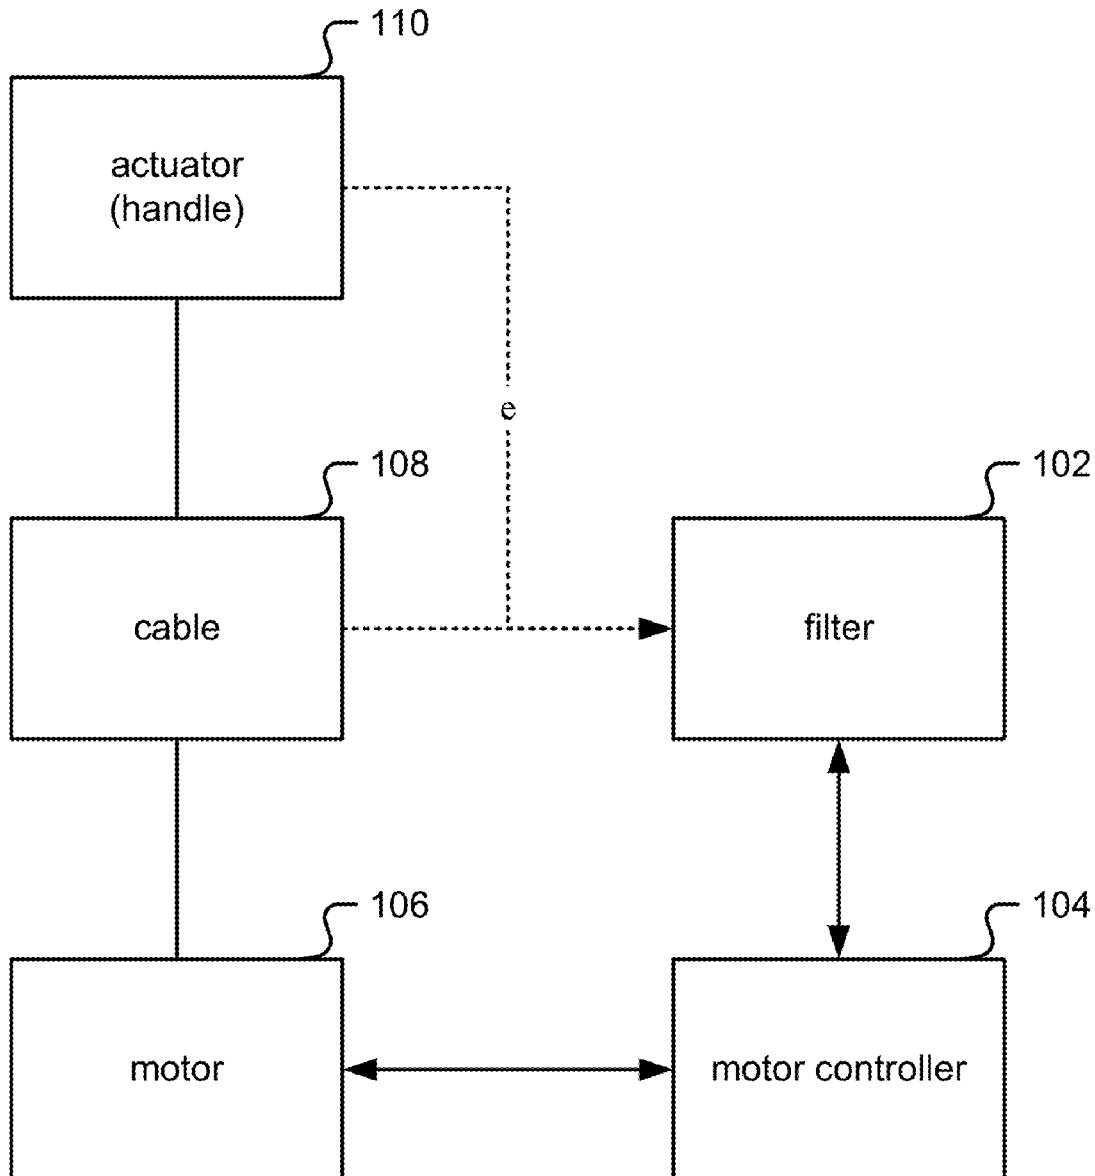 110
actuator
(handle)
e
108
102
cable
filter
106
104
motor
motor controller